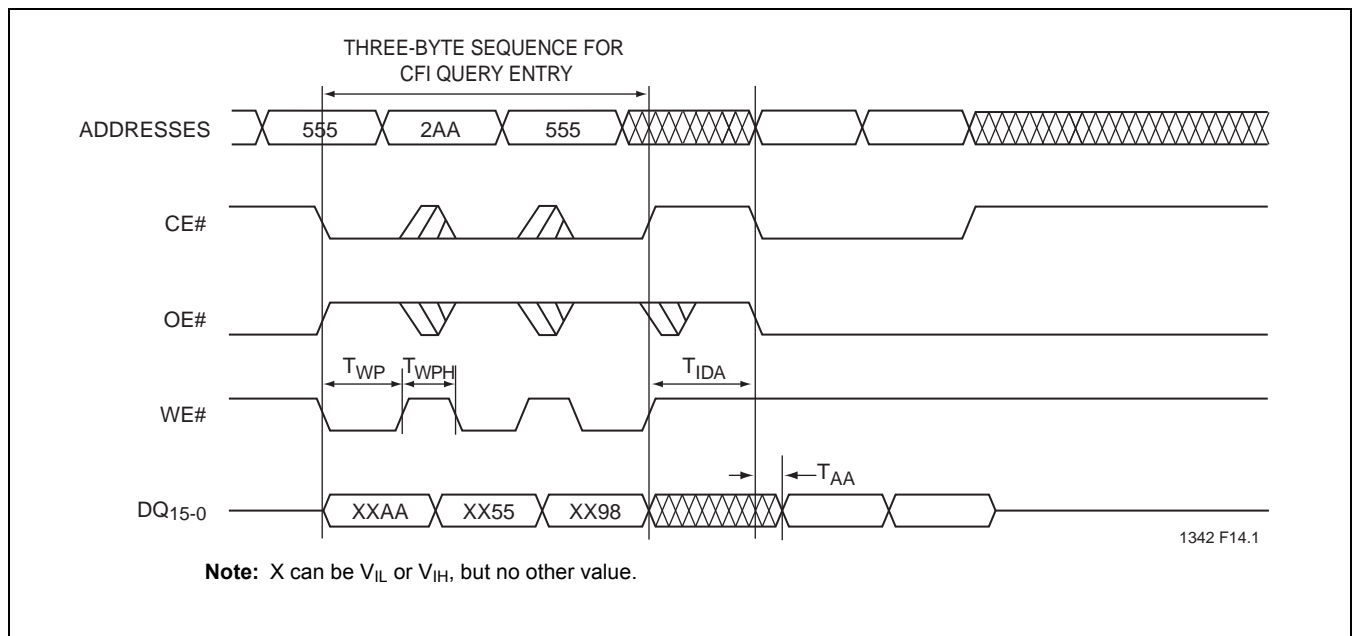 THREE-BYTE SEQUENCE FOR
CFI QUERY ENTRY
ADDRESSES
555
2AA
555
CE#
OE#
TWP
TWPH
TIDA
WE#
TAA
DQ15-0
XXAA
XX55
XX98
1342 F14.1
Note: X can be VIL or VIH, but no other value.